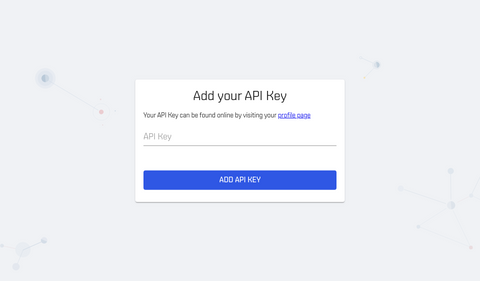 Add your API Key
Your API Key can be found online by visiting your profile page
API Key
ADD API KEY